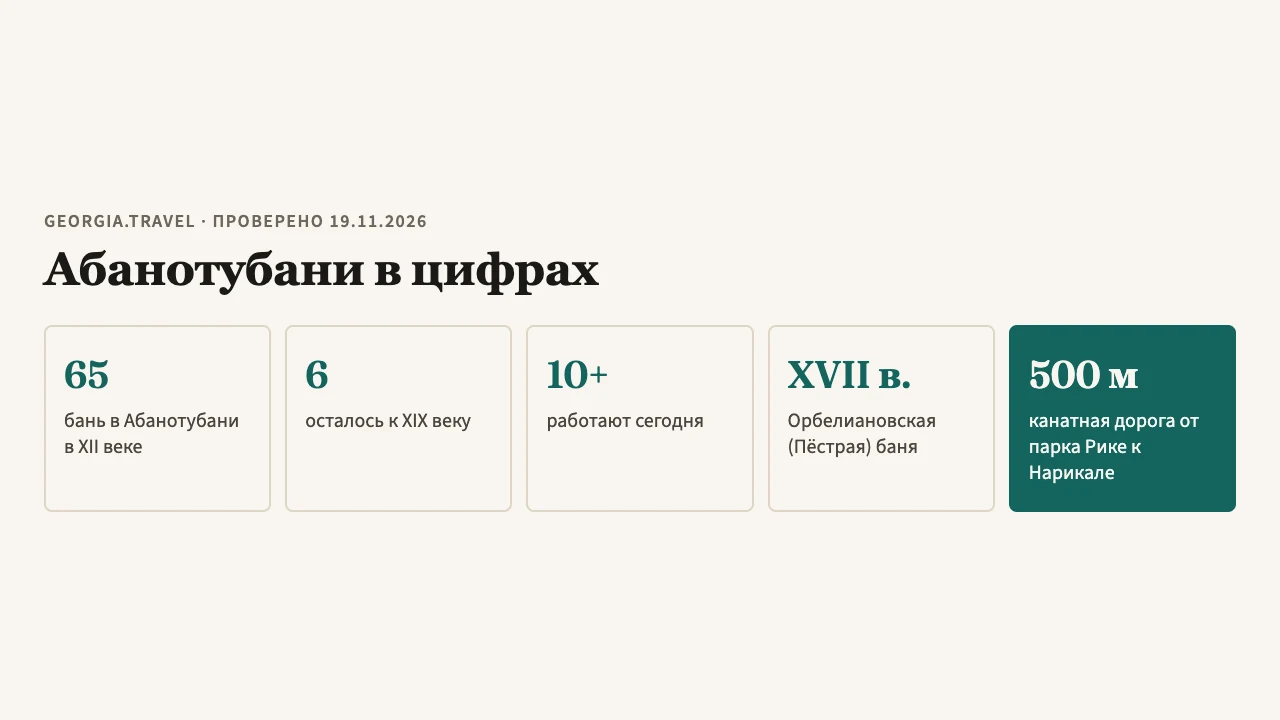 GEORGIA.TRAVEL · ПРОВЕРЕНО 19.11.2026
Абанотубани в цифрах
65
бань в Абанотубани
в XII веке
6
осталось к XIX веку
10+
работают сегодня
XVII в.
Орбелиановская
(Пёстрая) баня
500 м
канатная дорога от
парка Рике к
Нарикале